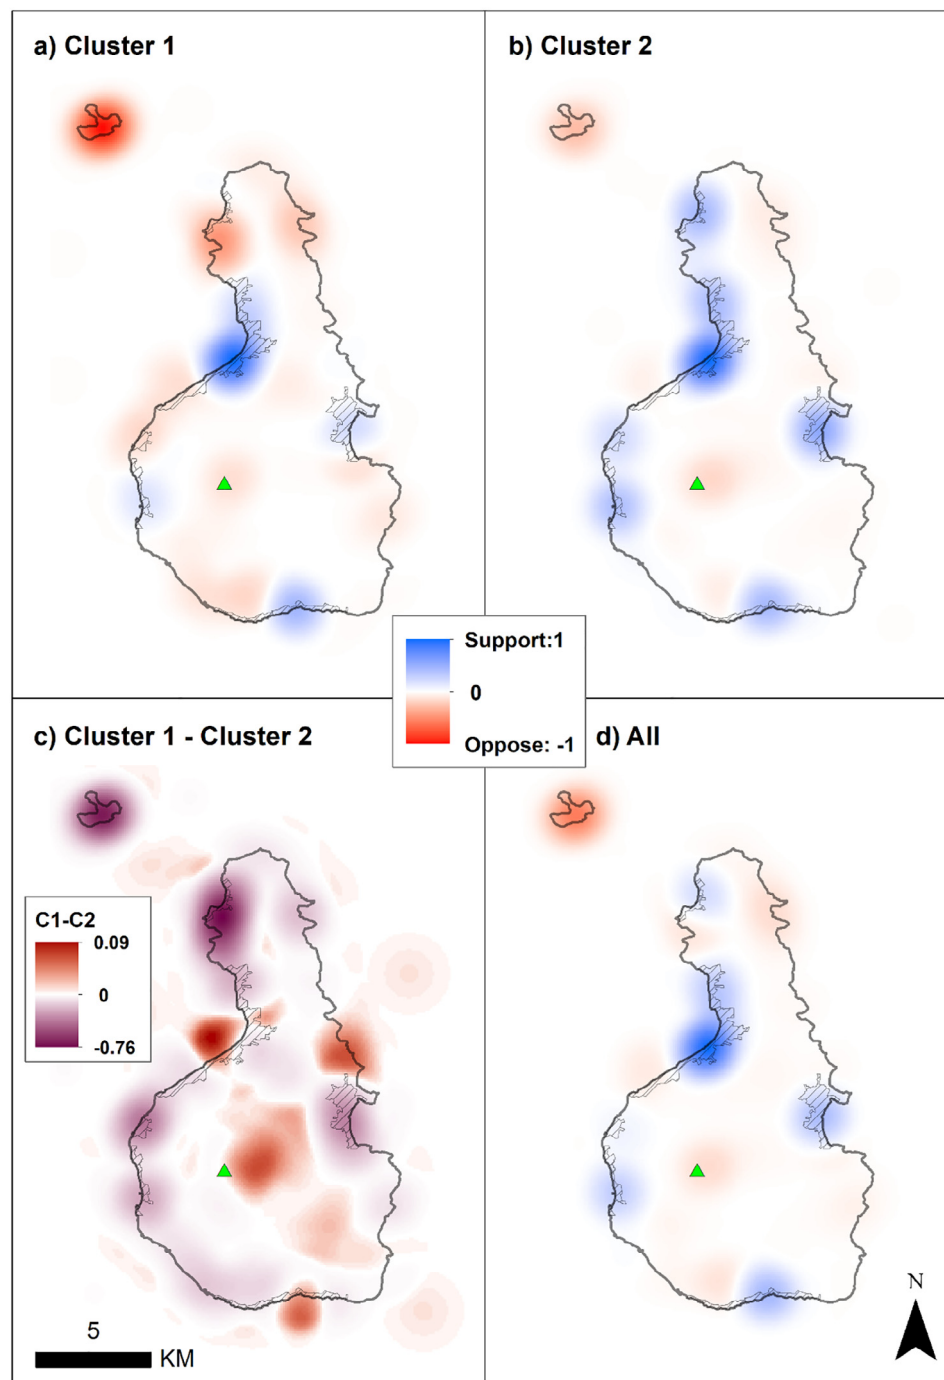 a) Cluster 1
b) Cluster 2
Support:1
0
Oppose: -1
c) Cluster 1 - Cluster 2
d) All
C1-C2
0.09
0
-0.76
5
KM
N